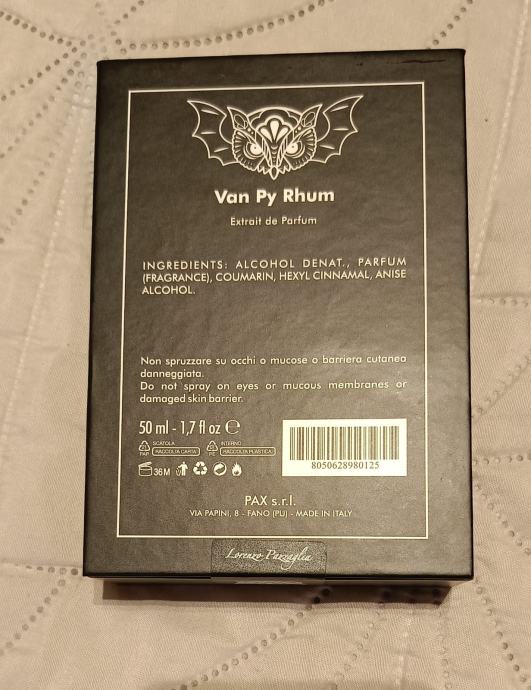 Van Py Rhum
Extrait de Parfum
INGREDIENTS: ALCOHOL DENAT., PARFUM
(FRAGRANCE), COUMARIN, HEXYL CINNAMAL, ANISE
ALCOHOL.
Non spruzzare su occhi o mucose o barriera cutanea
danneggiata.
Do not spray on eyes or mucous membranes or
damaged skin barrier.
50 ml - 1,7 fl oz ℮
SCATOLA
PAP RACCOLTA CARTA
INTERNO
PE RACCOLTA PLASTICA
36M
8050628980125
PAX s.r.l.
VIA PAPINI, 8 - FANO (PU) - MADE IN ITALY
Lorenzo Pazzaglia